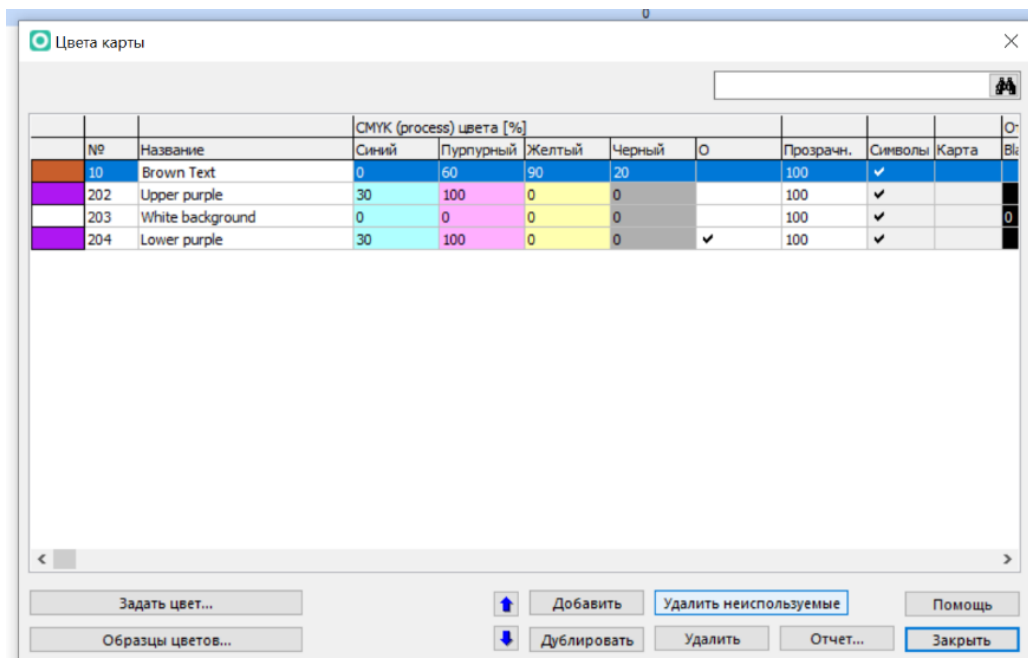 0
Цвета карты
CMYK (process) цвета [%]
№ Название Синий Пурпурный Желтый Черный O Прозрачн. Символы Карта Bla
10 Brown Text 0 60 90 20 100
202 Upper purple 30 100 0 0 100
203 White background 0 0 0 0 100 0
204 Lower purple 30 100 0 0 100
Задать цвет... Добавить Удалить неиспользуемые Помощь
Образцы цветов... Дублировать Удалить Отчет... Закрыть